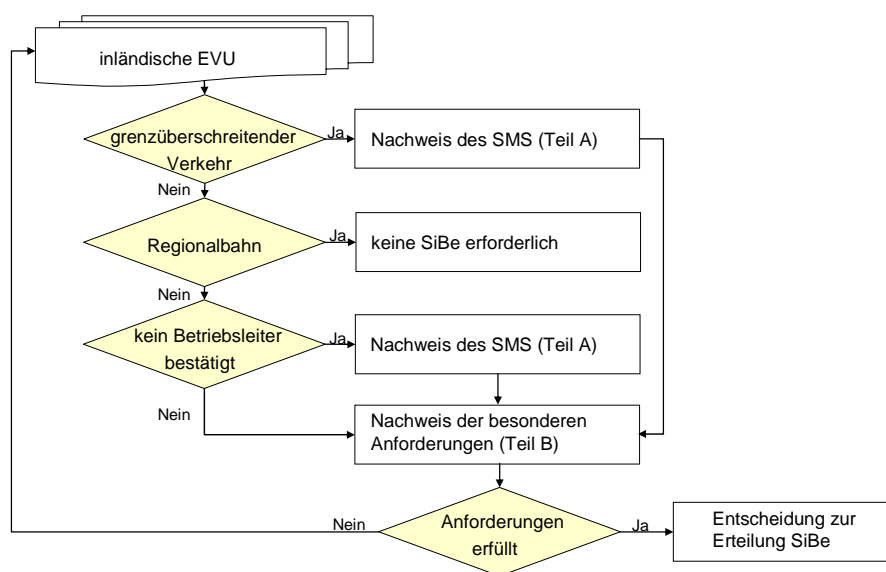 inländische EVU
grenzüberschreitender
Verkehr
Ja
Nachweis des SMS (Teil A)
Nein
Regionalbahn
Ja
keine SiBe erforderlich
Nein
kein Betriebsleiter
bestätigt
Ja
Nachweis des SMS (Teil A)
Nein
Nachweis der besonderen
Anforderungen (Teil B)
Nein
Anforderungen
erfüllt
Ja
Entscheidung zur
Erteilung SiBe